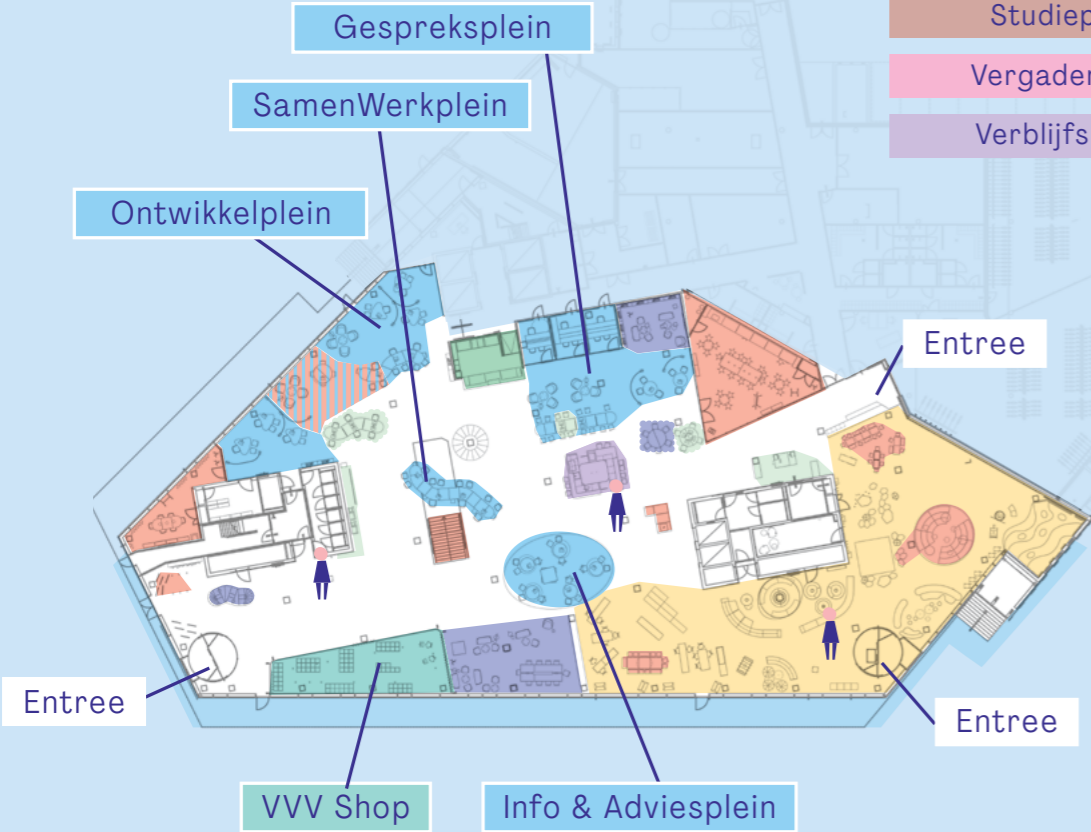 Gespreksplein
Studiep
SamenWerkplein
Vergader
Verblijfs
Ontwikkelplein
Entree
Entree
Entree
VVV Shop
Info & Adviesplein